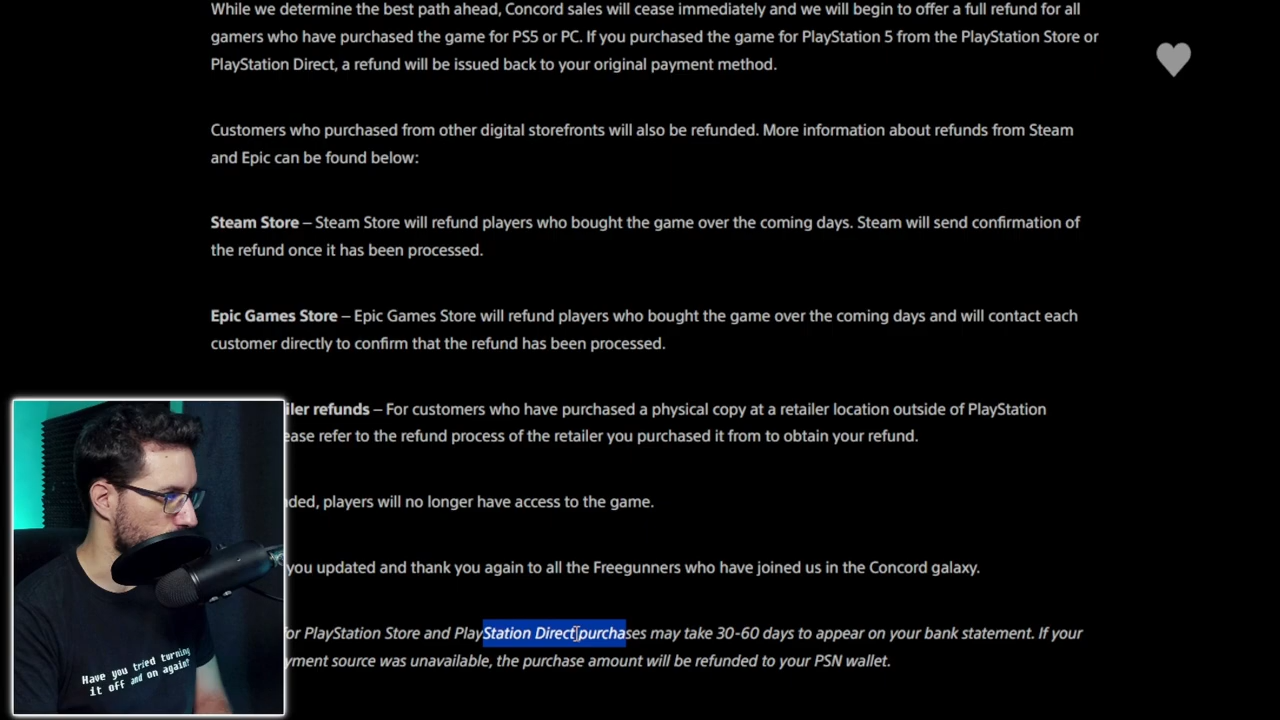 While we determine the best path ahead, Concord sales will cease immediately and we will begin to offer a full refund for all
gamers who have purchased the game for PS5 or PC. If you purchased the game for PlayStation 5 from the PlayStation Store or
PlayStation Direct, a refund will be issued back to your original payment method.
Customers who purchased from other digital storefronts will also be refunded. More information about refunds from Steam
and Epic can be found below:
Steam Store – Steam Store will refund players who bought the game over the coming days. Steam will send confirmation of
the refund once it has been processed.
Epic Games Store – Epic Games Store will refund players who bought the game over the coming days and will contact each
customer directly to confirm that the refund has been processed.
iler refunds – For customers who have purchased a physical copy at a retailer location outside of PlayStation
ease refer to the refund process of the retailer you purchased it from to obtain your refund.
nded, players will no longer have access to the game.
you updated and thank you again to all the Freegunners who have joined us in the Concord galaxy.
for PlayStation Store and PlayStation Direct purchases may take 30-60 days to appear on your bank statement. If your
yment source was unavailable, the purchase amount will be refunded to your PSN wallet.
Have you tried turning
it off and on again?